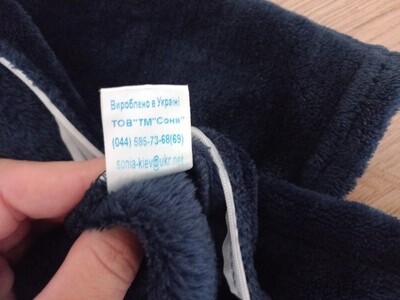 Вироблено в Україні
ТОВ"ТМ"Соня"
(044) 585-73-68(69)
sonia-kiev@ukr.net